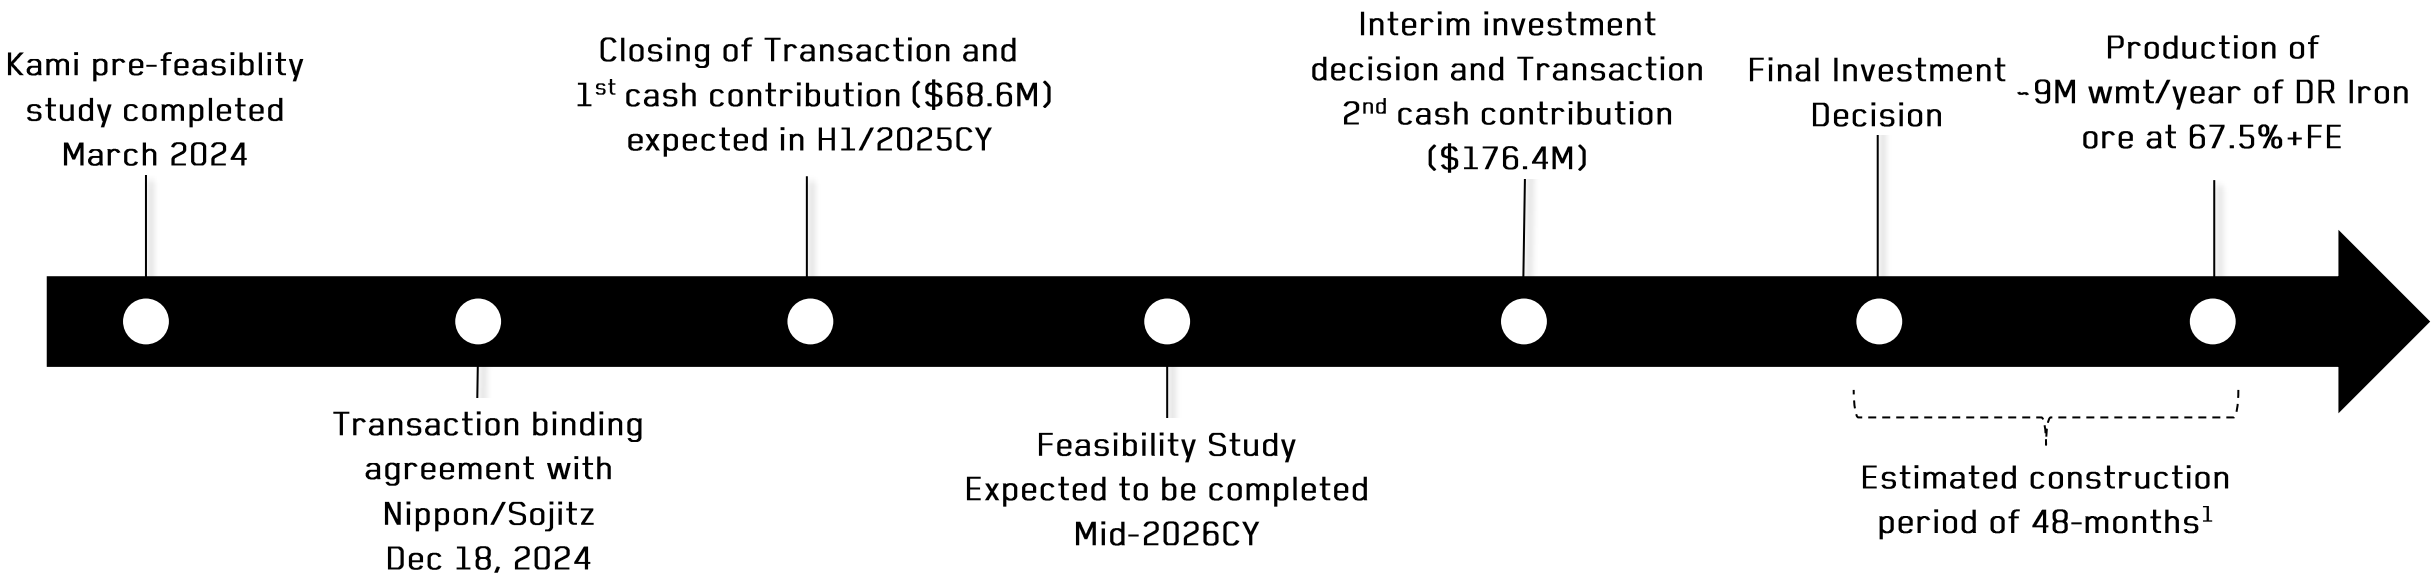 Kami pre-feasiblity
study completed
March 2024
Transaction binding
agreement with
Nippon/Sojitz
Dec 18, 2024
Closing of Transaction and
1st cash contribution ($68.6M)
expected in H1/2025CY
Feasibility Study
Expected to be completed
Mid-2026CY
Interim investment
decision and Transaction
2nd cash contribution
($176.4M)
Final Investment
Decision
Production of
~9M wmt/year of DR Iron
ore at 67.5%+FE
Estimated construction
period of 48-months1